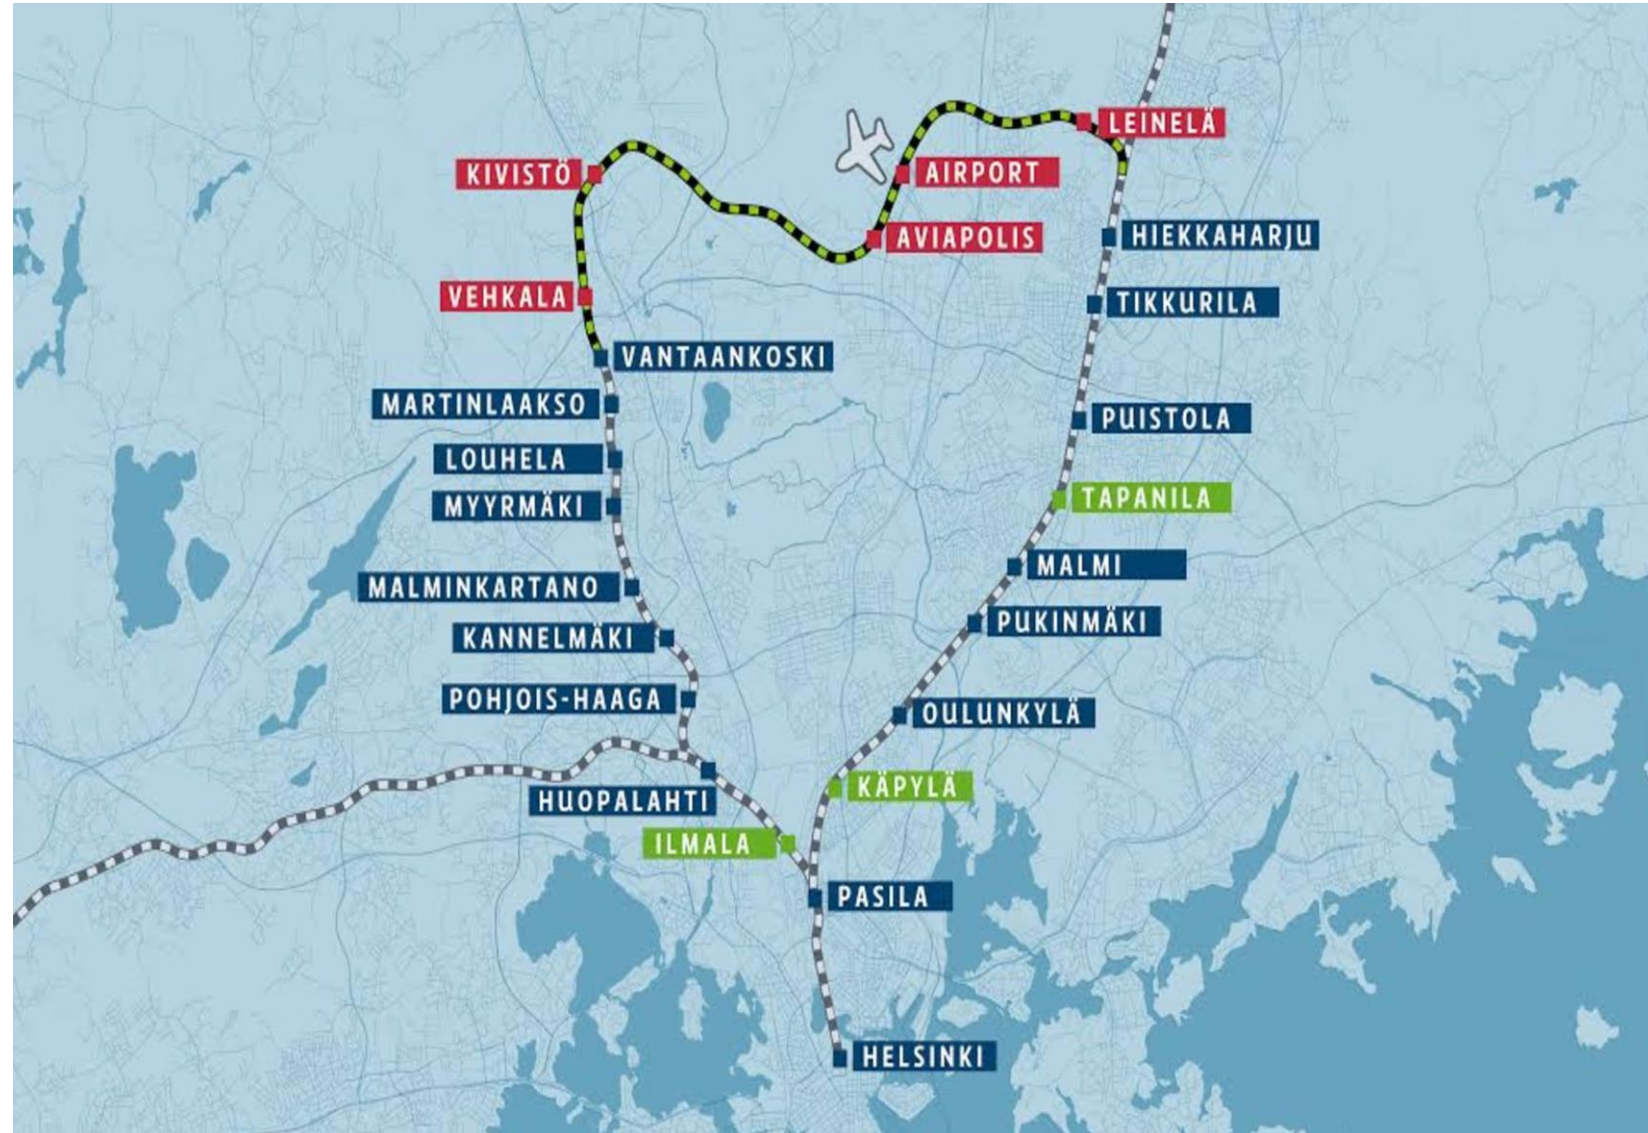 LEINELÄ
KIVISTÖ
AIRPORT
AVIAPOLIS
HIEKKAHARJU
VEHKALA
TIKKURILA
VANTAANKOSKI
MARTINLAAKSO
PUISTOLA
LOUHELA
TAPANILA
MYYRMÄKI
MALMI
MALMINKARTANO
PUKINMÄKI
KANNELMÄKI
POHJOIS-HAAGA
OULUNKYLÄ
KÄPYLÄ
HUOPALAHTI
ILMALA
PASILA
HELSINKI